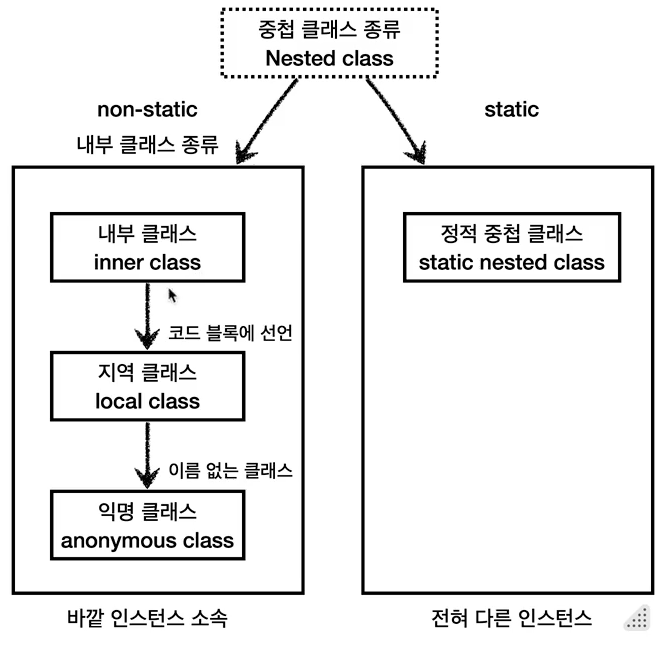 중첩 클래스 종류
Nested class
non-static
static
내부 클래스 종류
내부 클래스
inner class
코드 블록에 선언
지역 클래스
local class
이름 없는 클래스
익명 클래스
anonymous class
바깥 인스턴스 소속
정적 중첩 클래스
static nested class
전혀 다른 인스턴스